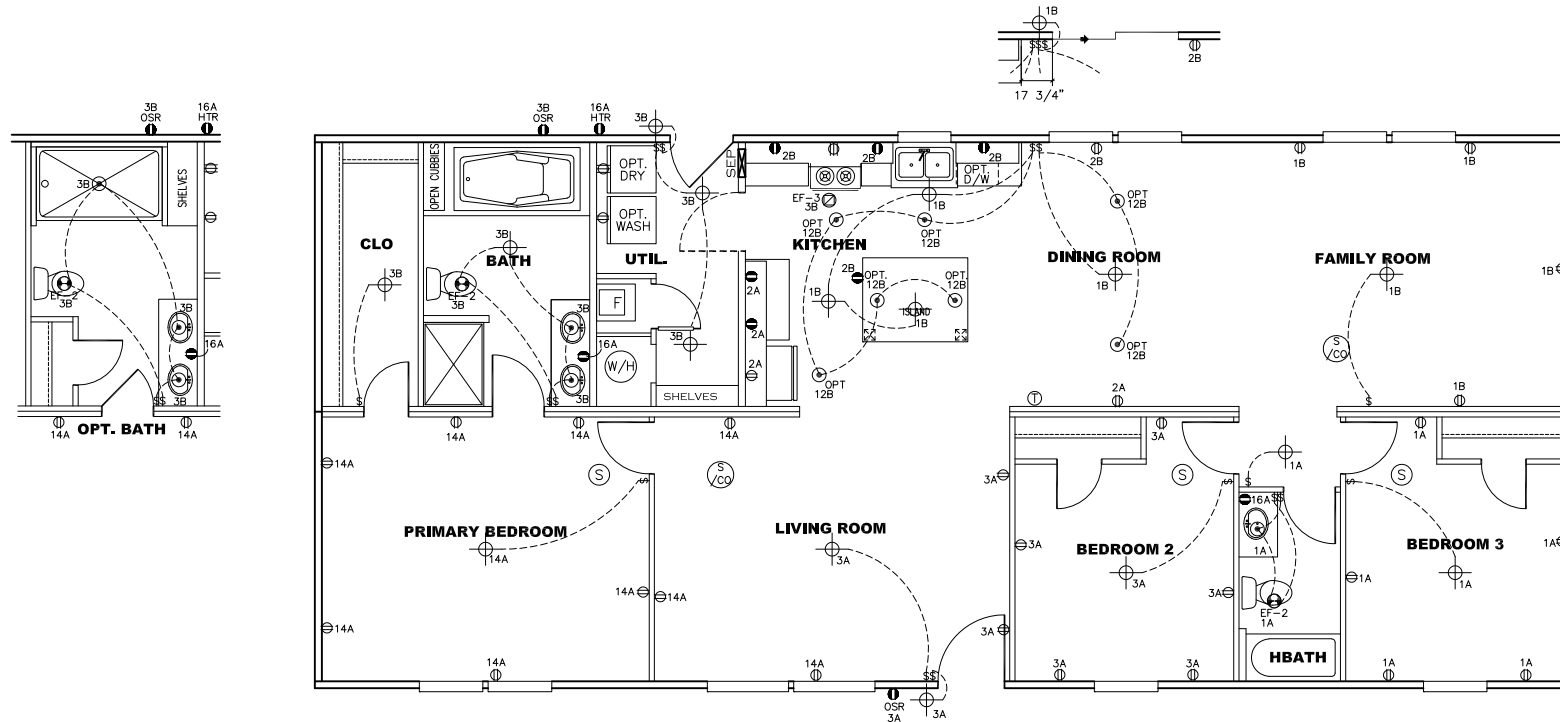 1B
$$$
2B
17 3/4"
3B
OSR
16A
HTR
3B
SHELVES
EF-2
3B
3B
16A
3B
$$
14A
14A
OPT. BATH
3B
OSR
16A
HTR
3B
$$
OPEN CUBBIES
OPT.
DRY
OPT.
WASH
3B
SEP
2B
2B
2B
OPT.
D/W
$$
2B
1B
1B
EF-3
3B
1B
OPT
12B
OPT
12B
OPT
12B
CLO
3B
3B
BATH
UTIL.
KITCHEN
DINING ROOM
FAMILY ROOM
EF-2
3B
3B
F
2A
2A
2A
2B
OPT.
12B
OPT.
12B
1B
ISLAND
1B
1B
1B
1B
16A
3B
W/H
3B
OPT
12B
OPT
12B
S
/CO
$
$$
SHELVES
T
2A
1B
$
14A
14A
14A
3A
1A
14A
S
S
/CO
$
3A
S
$
1A
$
S
$
16A
$$
PRIMARY BEDROOM
14A
LIVING ROOM
3A
3A
BEDROOM 2
3A
1A
BEDROOM 3
1A
1A
1A
14A
14A
14A
3A
EF-2
1A
3A
HBATH
14A
14A
$$
3A
3A
1A
1A
OSR
3A
3A